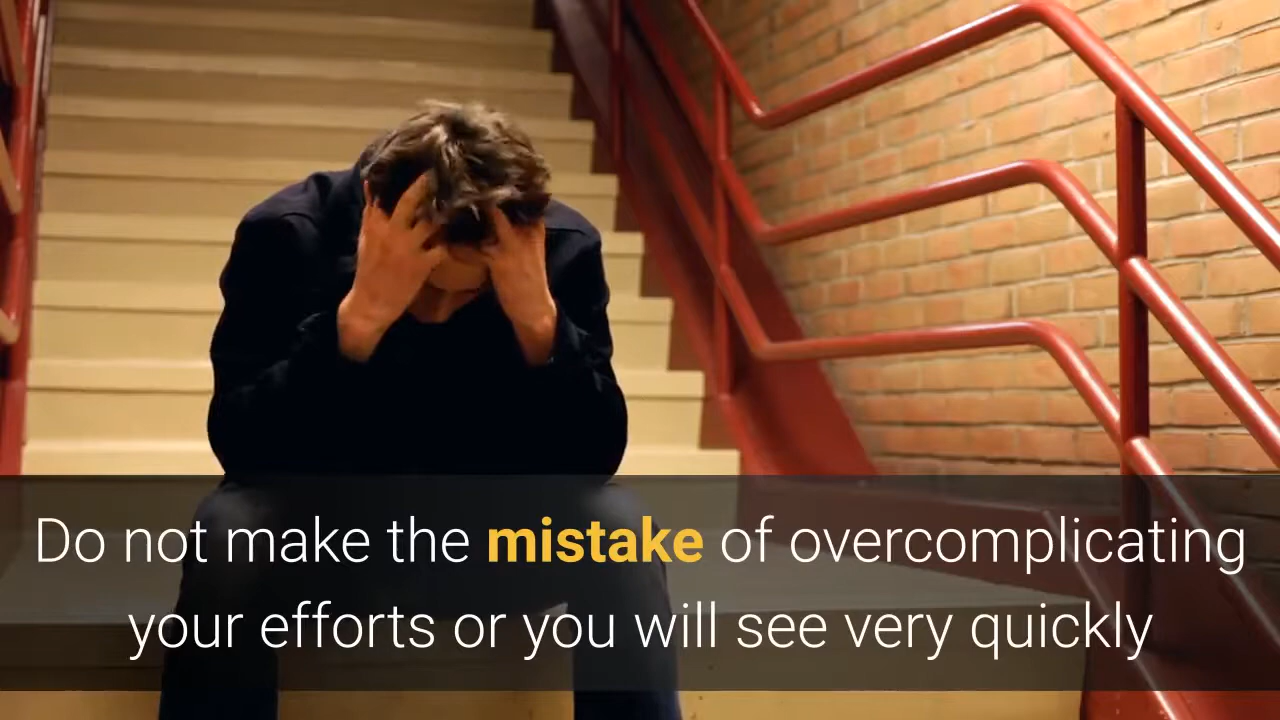 Do not make the mistake of overcomplicating
your efforts or you will see very quickly